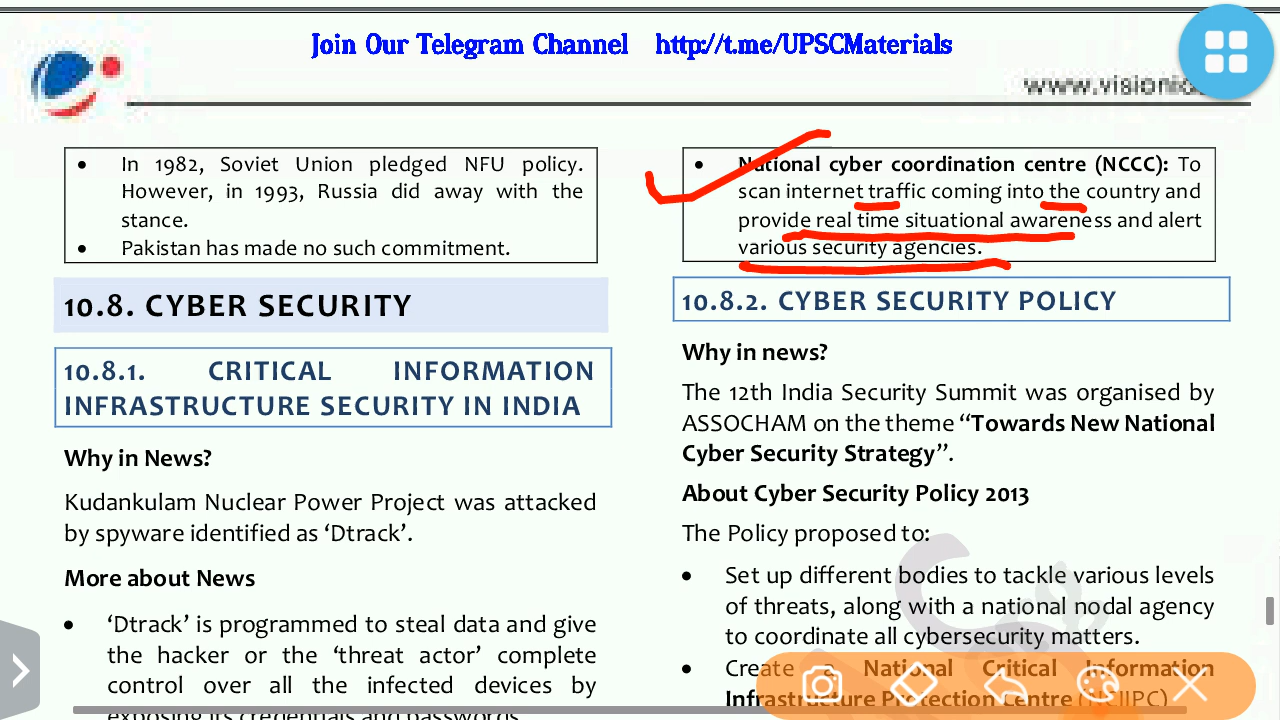 Join Our Telegram Channel http://t.me/UPSCMaterials
www.visioni
• In 1982, Soviet Union pledged NFU policy.
However, in 1993, Russia did away with the
stance.
• Pakistan has made no such commitment.
10.8. CYBER SECURITY
10.8.1. CRITICAL INFORMATION
INFRASTRUCTURE SECURITY IN INDIA
Why in News?
Kudankulam Nuclear Power Project was attacked
by spyware identified as ‘Dtrack’.
More about News
• ‘Dtrack’ is programmed to steal data and give
the hacker or the ‘threat actor’ complete
control over all the infected devices by
exposing its credentials and passwords
• National cyber coordination centre (NCCC): To
scan internet traffic coming into the country and
provide real time situational awareness and alert
various security agencies.
10.8.2. CYBER SECURITY POLICY
Why in news?
The 12th India Security Summit was organised by
ASSOCHAM on the theme “Towards New National
Cyber Security Strategy”.
About Cyber Security Policy 2013
The Policy proposed to:
• Set up different bodies to tackle various levels
of threats, along with a national nodal agency
to coordinate all cybersecurity matters.
• Create a National Critical Information
Infrastructure Protection Centre (NCIIPC)